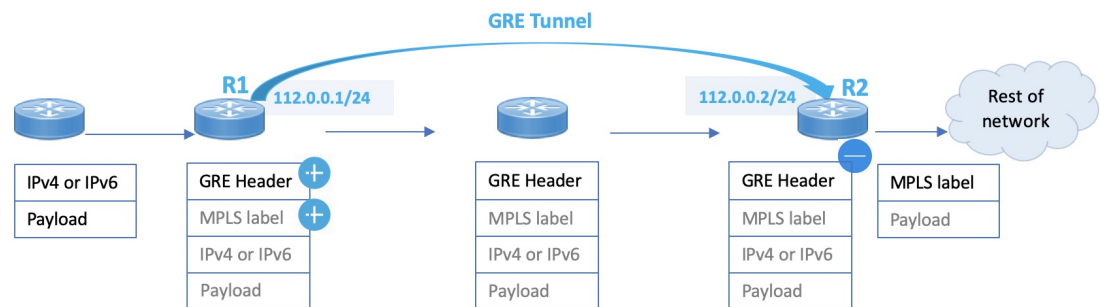 GRE Tunnel
R1
112.0.0.1/24
112.0.0.2/24
R2
Rest of
network
IPv4 or IPv6
Payload
GRE Header
MPLS label
IPv4 or IPv6
Payload
GRE Header
MPLS label
IPv4 or IPv6
Payload
GRE Header
MPLS label
IPv4 or IPv6
Payload
MPLS label
Payload